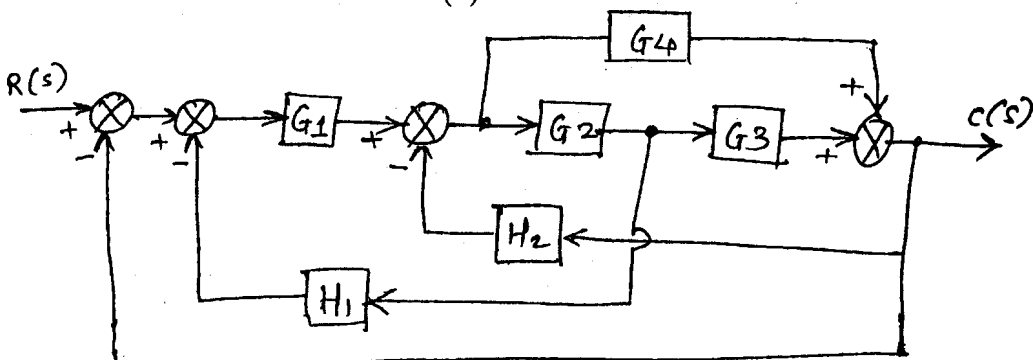 G4
R(s)
+
C(s)
+
G1
+
G2
G3
+
-
+
-
-
H2
H1
-